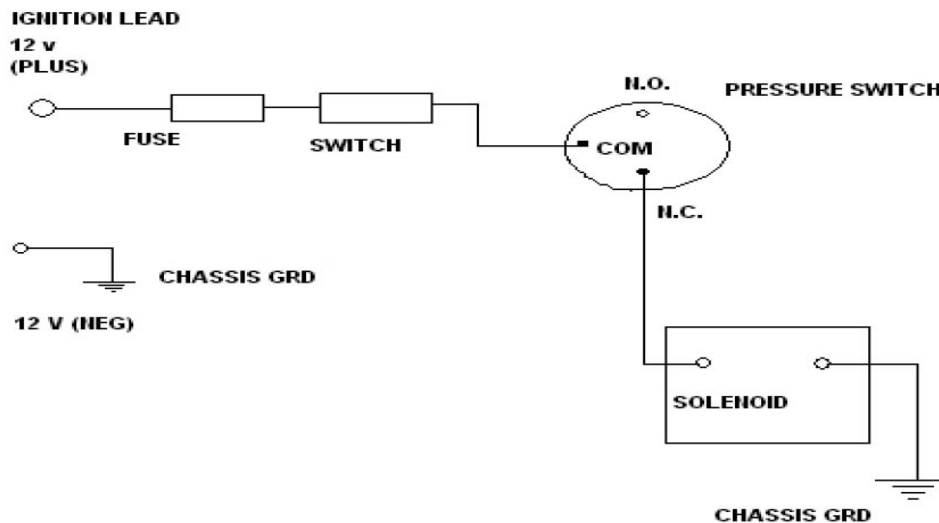 IGNITION LEAD
12 v
(PLUS)
FUSE
SWITCH
N.O.
PRESSURE SWITCH
COM
N.C.
CHASSIS GRD
12 V (NEG)
SOLENOID
CHASSIS GRD